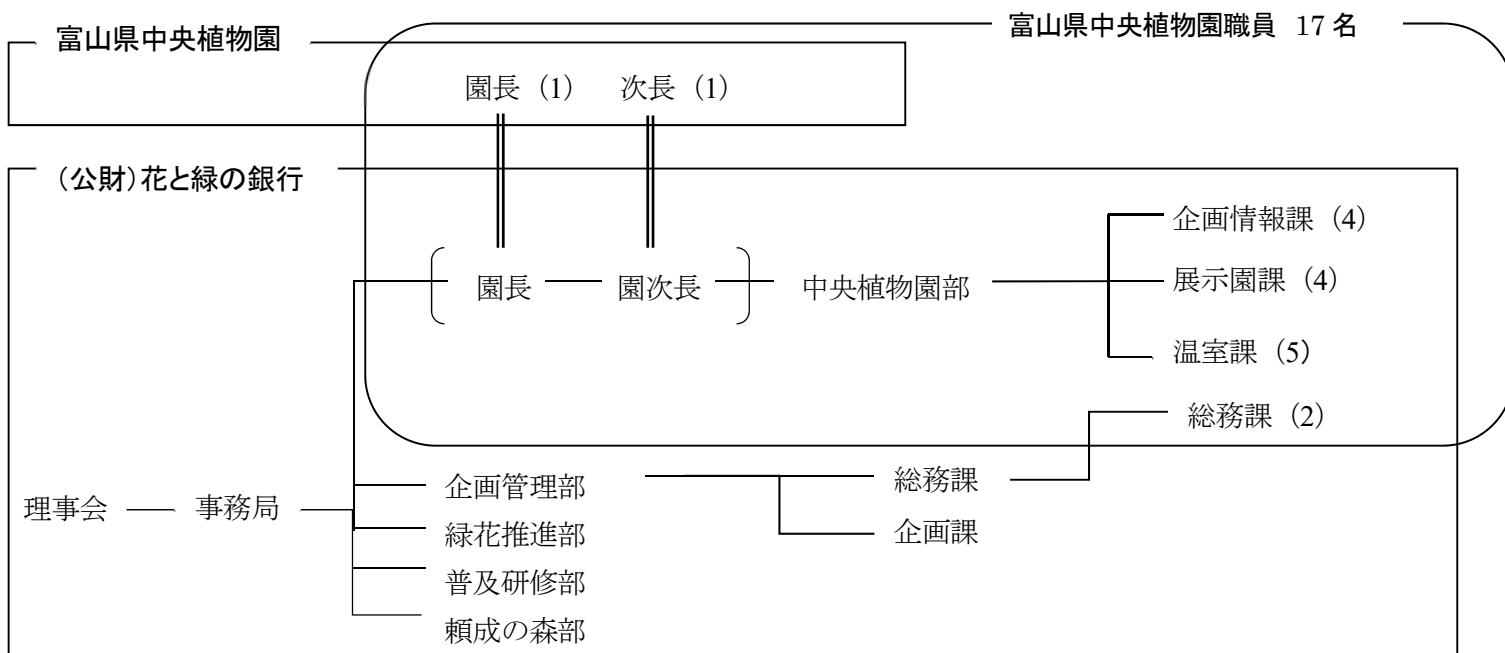 富山県中央植物園職員 17名
富山県中央植物園
園長（1） 次長（1）
（公財）花と緑の銀行
企画情報課（4）
園長 園次長 中央植物園部 展示園課（4）
温室課（5）
総務課（2）
企画管理部 総務課
理事会 事務局
緑花推進部 企画課
普及研修部
頼成の森部